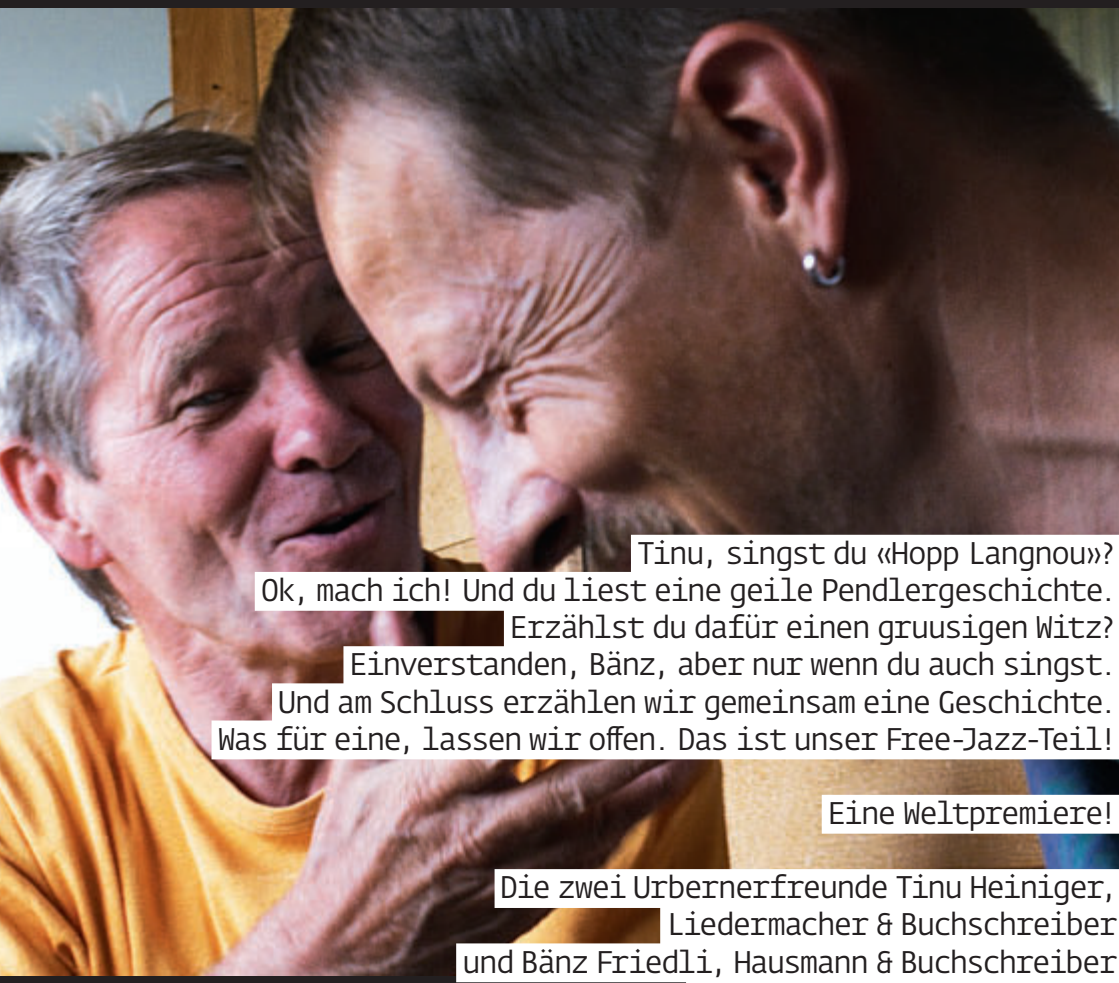 Tinu, singst du «Hopp Langnou»?
Ok, mach ich! Und du liest eine geile Pendlergeschichte.
Erzählst du dafür einen gruusigen Witz?
Einverstanden, Bänz, aber nur wenn du auch singst.
Und am Schluss erzählen wir gemeinsam eine Geschichte.
Was für eine, lassen wir offen. Das ist unser Free-Jazz-Teil!
Eine Weltpremiere!
Die zwei Urbernerfreunde Tinu Heiniger,
Liedermacher & Buchschreiber
und Bänz Friedli, Hausmann & Buchschreiber